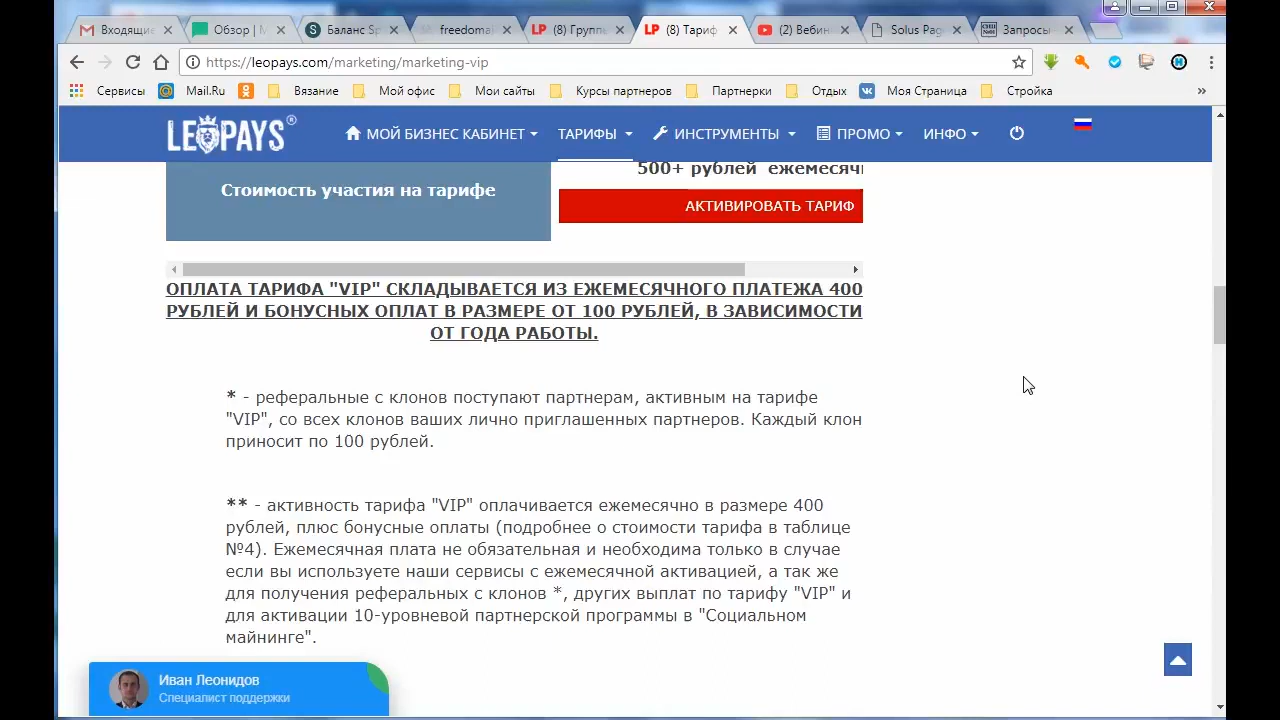 Входящие
Обзор | М
Баланс Sp
freedoma
(8) Групп
(8) Тариф
(2) Вебин
Solus Pag
Запросы
https://leopays.com/marketing/marketing-vip
Сервисы
Mail.Ru
Вязание
Мой офис
Мои сайты
Курсы партнеров
Партнерки
Отдых
Моя Страница
Стройка
»
LEOPAYS®
МОЙ БИЗНЕС КАБИНЕТ
ТАРИФЫ
ИНСТРУМЕНТЫ
ПРОМО
ИНФО
500+ рублей ежемесячн
Стоимость участия на тарифе
АКТИВИРОВАТЬ ТАРИФ
ОПЛАТА ТАРИФА "VIP" СКЛАДЫВАЕТСЯ ИЗ ЕЖЕМЕСЯЧНОГО ПЛАТЕЖА 400
РУБЛЕЙ И БОНУСНЫХ ОПЛАТ В РАЗМЕРЕ ОТ 100 РУБЛЕЙ, В ЗАВИСИМОСТИ
ОТ ГОДА РАБОТЫ.
* - реферальные с клонов поступают партнерам, активным на тарифе
"VIP", со всех клонов ваших лично приглашенных партнеров. Каждый клон
приносит по 100 рублей.
** - активность тарифа "VIP" оплачивается ежемесячно в размере 400
рублей, плюс бонусные оплаты (подробнее о стоимости тарифа в таблице
№4). Ежемесячная плата не обязательная и необходима только в случае
если вы используете наши сервисы с ежемесячной активацией, а так же
для получения реферальных с клонов *, других выплат по тарифу "VIP" и
для активации 10-уровневой партнерской программы в "Социальном
майнинге".
Иван Леонидов
Специалист поддержки